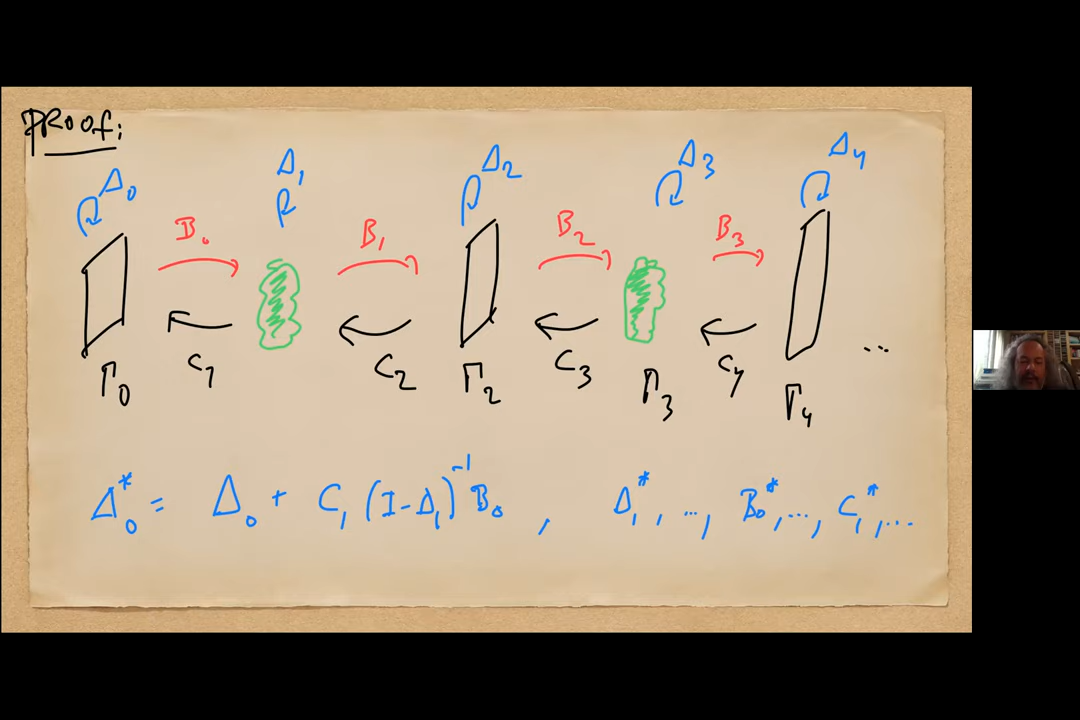 PROOF:
Δ₀ Δ₁ Δ₂ Δ₃ Δ₄
B₀ B₁ B₂ B₃
C₁ C₂ C₃ C₄ ..
Γ₀ Γ₂ Γ₃ Γ₄
Δ₀* = Δ₀ + C₁ (I - Δ₁)⁻¹ B₀ , Δ₁* , ..., B₀* , ..., C₁* , ...